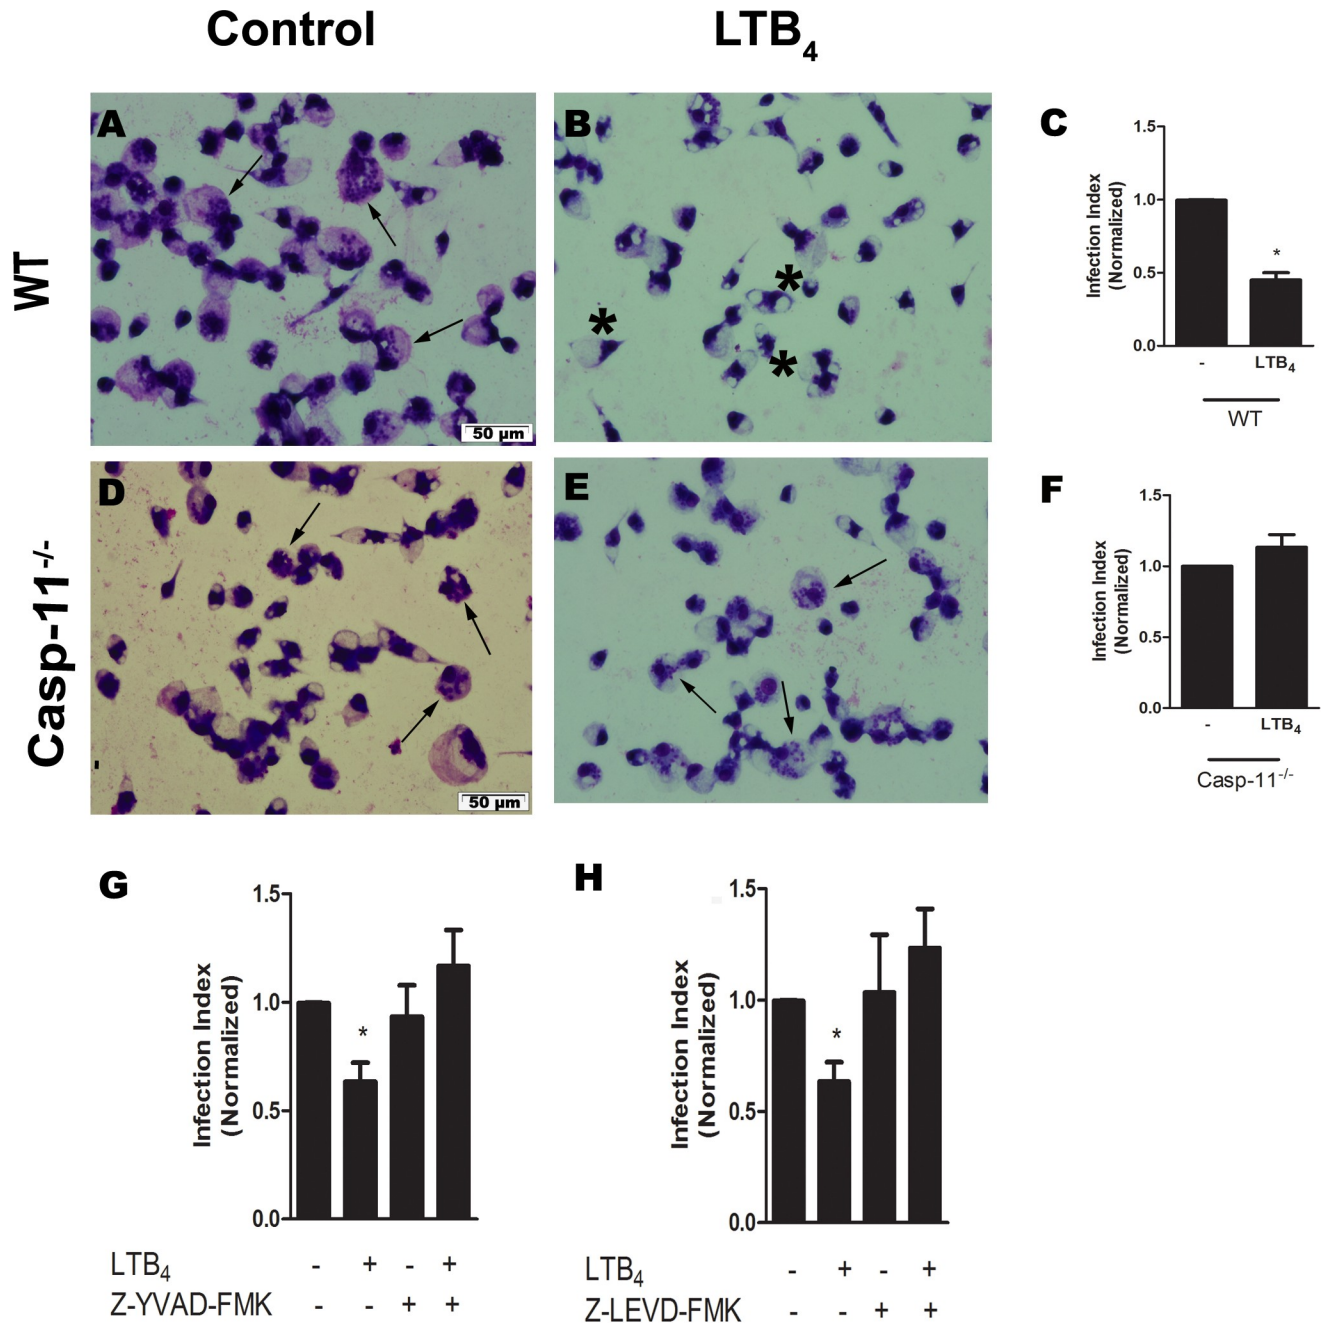 Control
LTB4
WT
A
50 µm
B
C
Infection Index
(Normalized)
1.5
1.0
0.5
0.0
-
LTB4
*
WT
Casp-11-/-
D
50 µm
E
F
Infection Index
(Normalized)
1.5
1.0
0.5
0.0
-
LTB4
Casp-11-/-
G
Infection Index
(Normalized)
1.5
1.0
0.5
0.0
*
LTB4 - + - +
Z-YVAD-FMK - - + +
H
Infection Index
(Normalized)
1.5
1.0
0.5
0.0
*
LTB4 - + - +
Z-LEVD-FMK - - + +